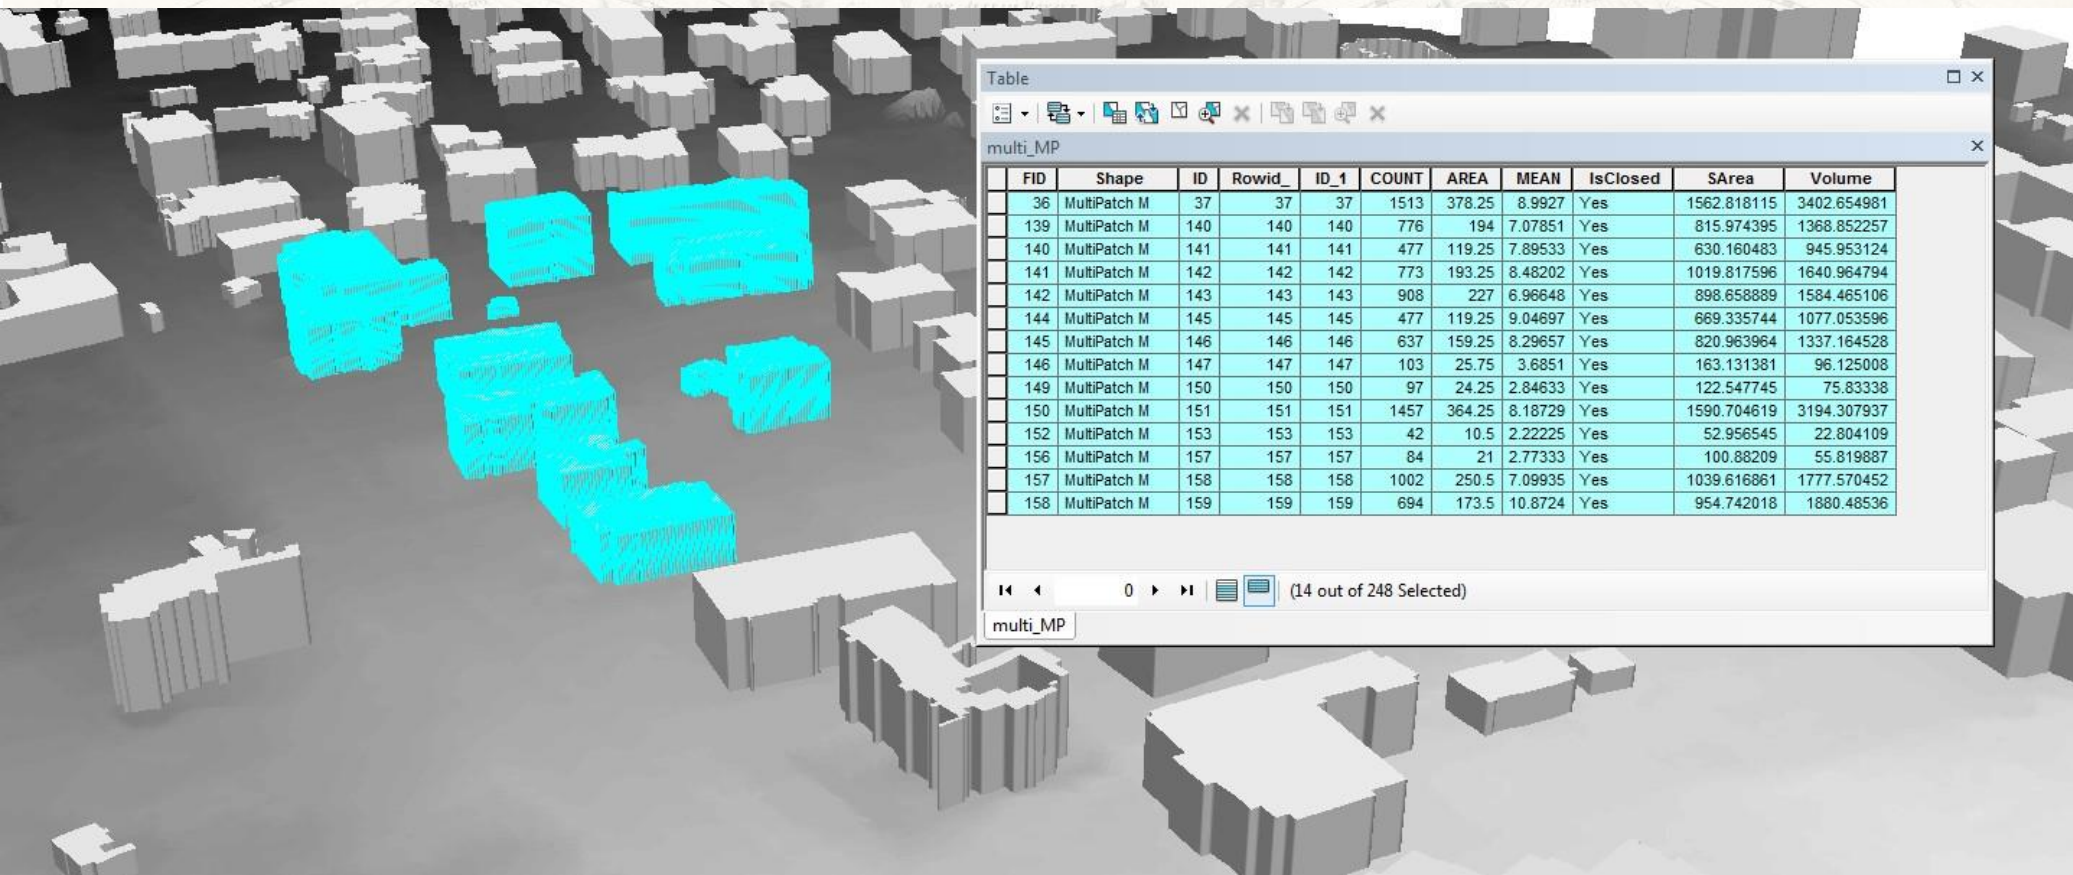 Table
multi_MP
FID Shape ID Rowid_ ID_1 COUNT AREA MEAN IsClosed SArea Volume
36 MultiPatch M 37 37 37 1513 378.25 8.9927 Yes 1562.818115 3402.654981
139 MultiPatch M 140 140 140 776 194 7.07851 Yes 815.974395 1368.852257
140 MultiPatch M 141 141 141 477 119.25 7.89533 Yes 630.160483 945.953124
141 MultiPatch M 142 142 142 773 193.25 8.48202 Yes 1019.817596 1640.964794
142 MultiPatch M 143 143 143 908 227 6.96648 Yes 898.658889 1584.465106
144 MultiPatch M 145 145 145 477 119.25 9.04697 Yes 669.335744 1077.053596
145 MultiPatch M 146 146 146 637 159.25 8.29657 Yes 820.963964 1337.164528
146 MultiPatch M 147 147 147 103 25.75 3.6851 Yes 163.131381 96.125008
149 MultiPatch M 150 150 150 97 24.25 2.84633 Yes 122.547745 75.83338
150 MultiPatch M 151 151 151 1457 364.25 8.18729 Yes 1590.704619 3194.307937
152 MultiPatch M 153 153 153 42 10.5 2.22225 Yes 52.956545 22.804109
156 MultiPatch M 157 157 157 84 21 2.77333 Yes 100.88209 55.819887
157 MultiPatch M 158 158 158 1002 250.5 7.09935 Yes 1039.616861 1777.570452
158 MultiPatch M 159 159 159 694 173.5 10.8724 Yes 954.742018 1880.48536
0 (14 out of 248 Selected)
multi_MP